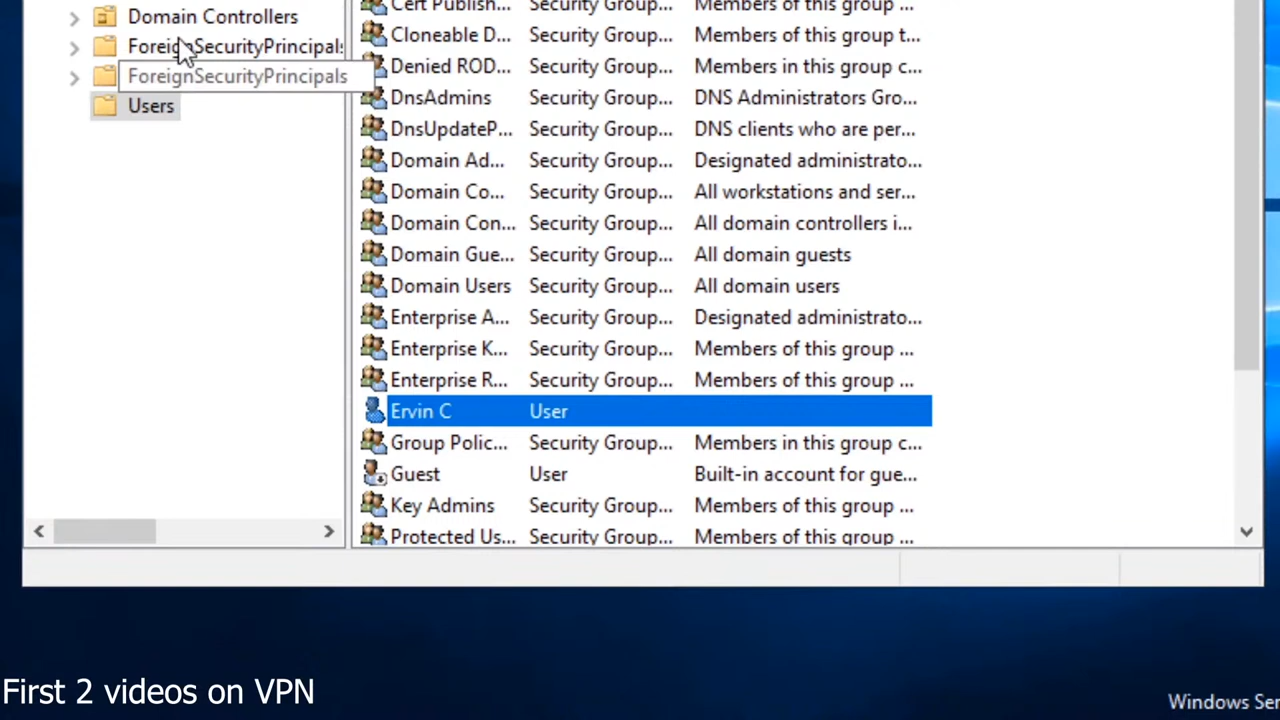 Domain Controllers
ForeignSecurityPrincipals
ForeignSecurityPrincipals
Users
Cert Publish... Security Group... Members of this group ...
Cloneable D... Security Group... Members of this group t...
Denied ROD... Security Group... Members in this group c...
DnsAdmins Security Group... DNS Administrators Gro...
DnsUpdateP... Security Group... DNS clients who are per...
Domain Ad... Security Group... Designated administrato...
Domain Co... Security Group... All workstations and ser...
Domain Con... Security Group... All domain controllers i...
Domain Gue... Security Group... All domain guests
Domain Users Security Group... All domain users
Enterprise A... Security Group... Designated administrato...
Enterprise K... Security Group... Members of this group ...
Enterprise R... Security Group... Members of this group ...
Ervin C User
Group Polic... Security Group... Members in this group c...
Guest User Built-in account for gue...
Key Admins Security Group... Members of this group ...
Protected Us... Security Group... Members of this group ...
First 2 videos on VPN
Windows Ser